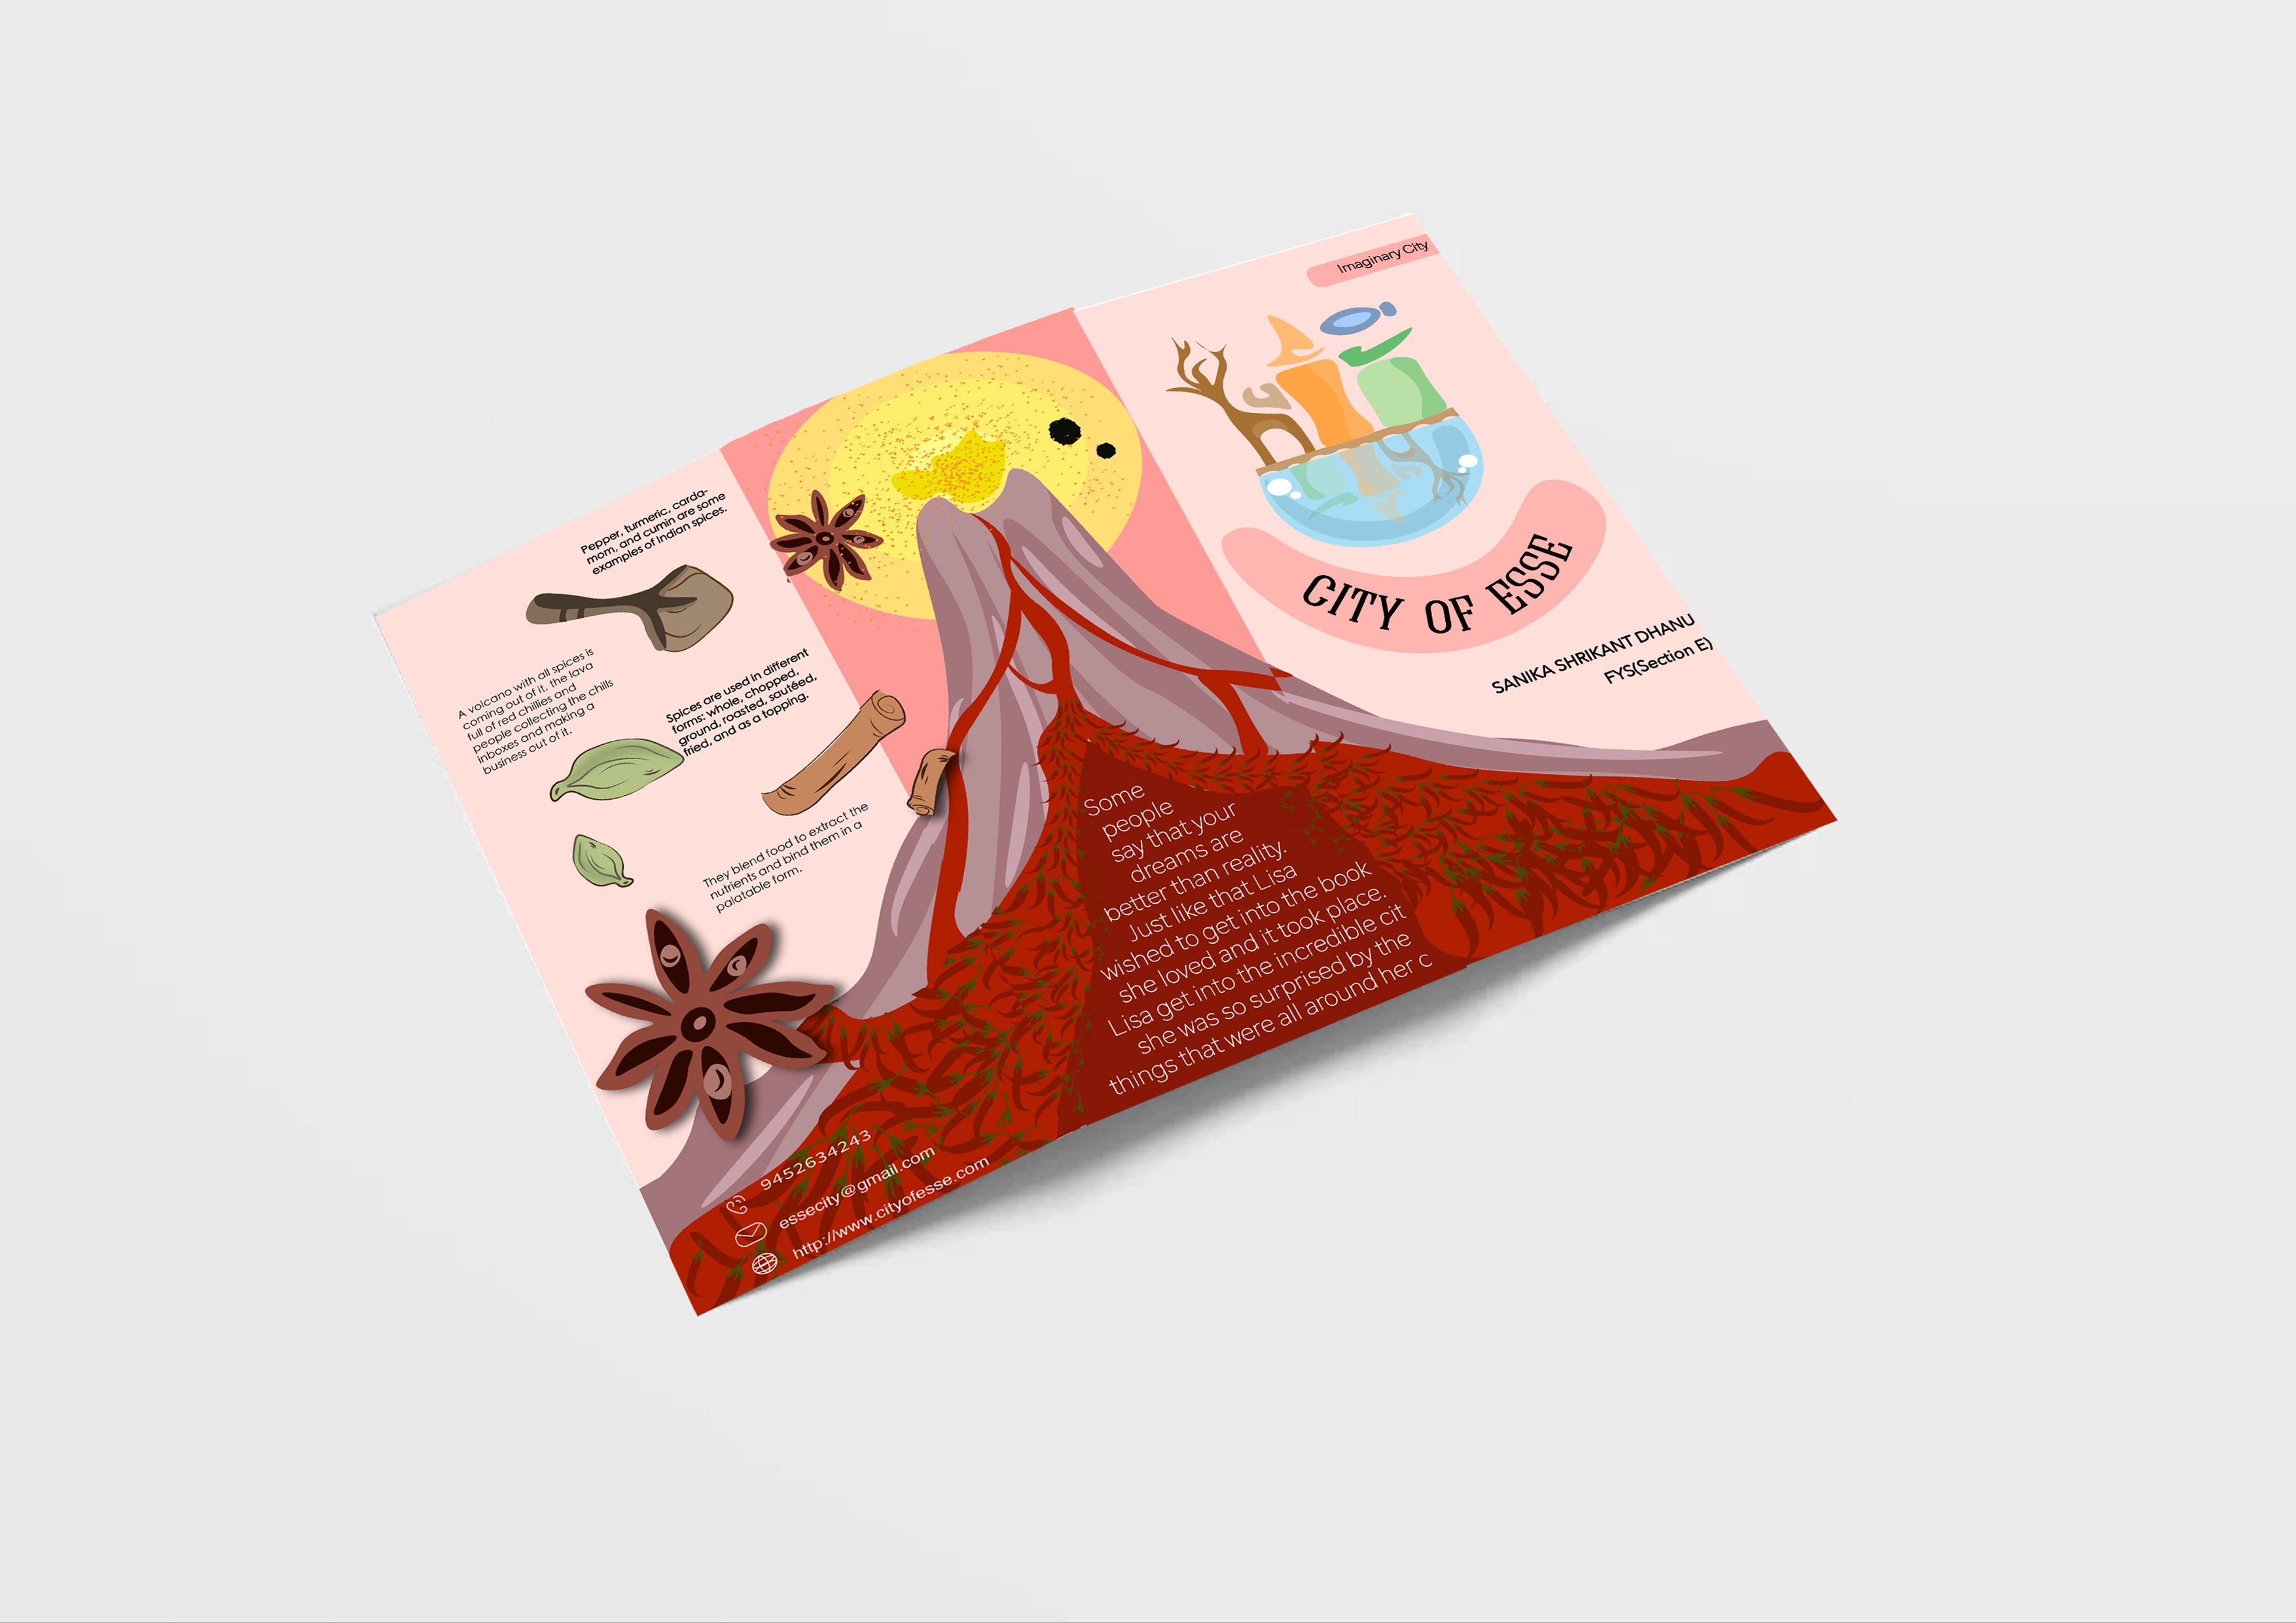 Pepper, turmeric, carda-
mom, and cumin are some
examples of Indian spices.
A volcano with all spices is
coming out of it, the lava
full of red chillies and
people collecting the chills
inboxes and making a
business out of it.
Spices are used in different
forms: whole, chopped,
ground, roasted, sautéed,
fried, and as a topping.
They blend food to extract the
nutrients and bind them in a
palatable form.
9452634243
essecity@gmail.com
http://www.cityofesse.com
Some
people
say that your
dreams are
better than reality.
Just like that Lisa
wished to get into the book
she loved and it took place.
Lisa get into the incredible cit
she was so surprised by the
things that were all around her c
Imaginary City
CITY OF ESSE
SANIKA SHRIKANT DHANU
FYS(Section E)